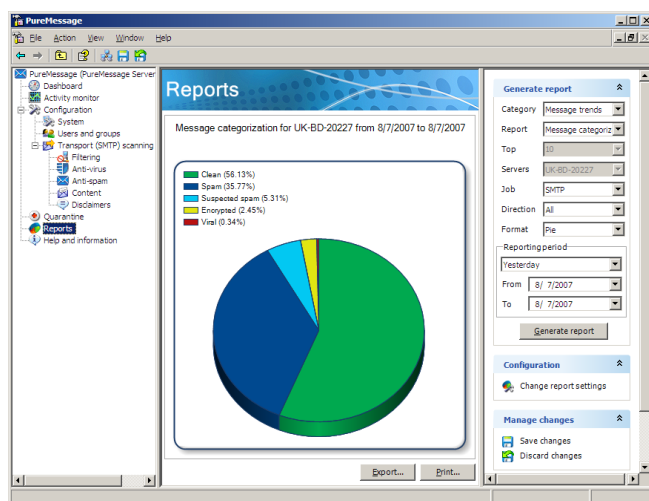 PureMessage
File Action View Window Help
PureMessage (PureMessage Server
Dashboard
Activity monitor
Configuration
System
Users and groups
Transport (SMTP) scanning
Filtering
Anti-virus
Anti-spam
Content
Disclaimers
Quarantine
Reports
Help and information
Reports
Message categorization for UK-BD-20227 from 8/7/2007 to 8/7/2007
Clean (56.13%)
Spam (35.77%)
Suspected spam (5.31%)
Encrypted (2.45%)
Viral (0.34%)
Export... Print...
Generate report
Category Message trends
Report Message categoriz
Top 10
Servers UK-BD-20227
Job SMTP
Direction All
Format Pie
Reporting period
Yesterday
From 8/ 7/2007
To 8/ 7/2007
Generate report
Configuration
Change report settings
Manage changes
Save changes
Discard changes